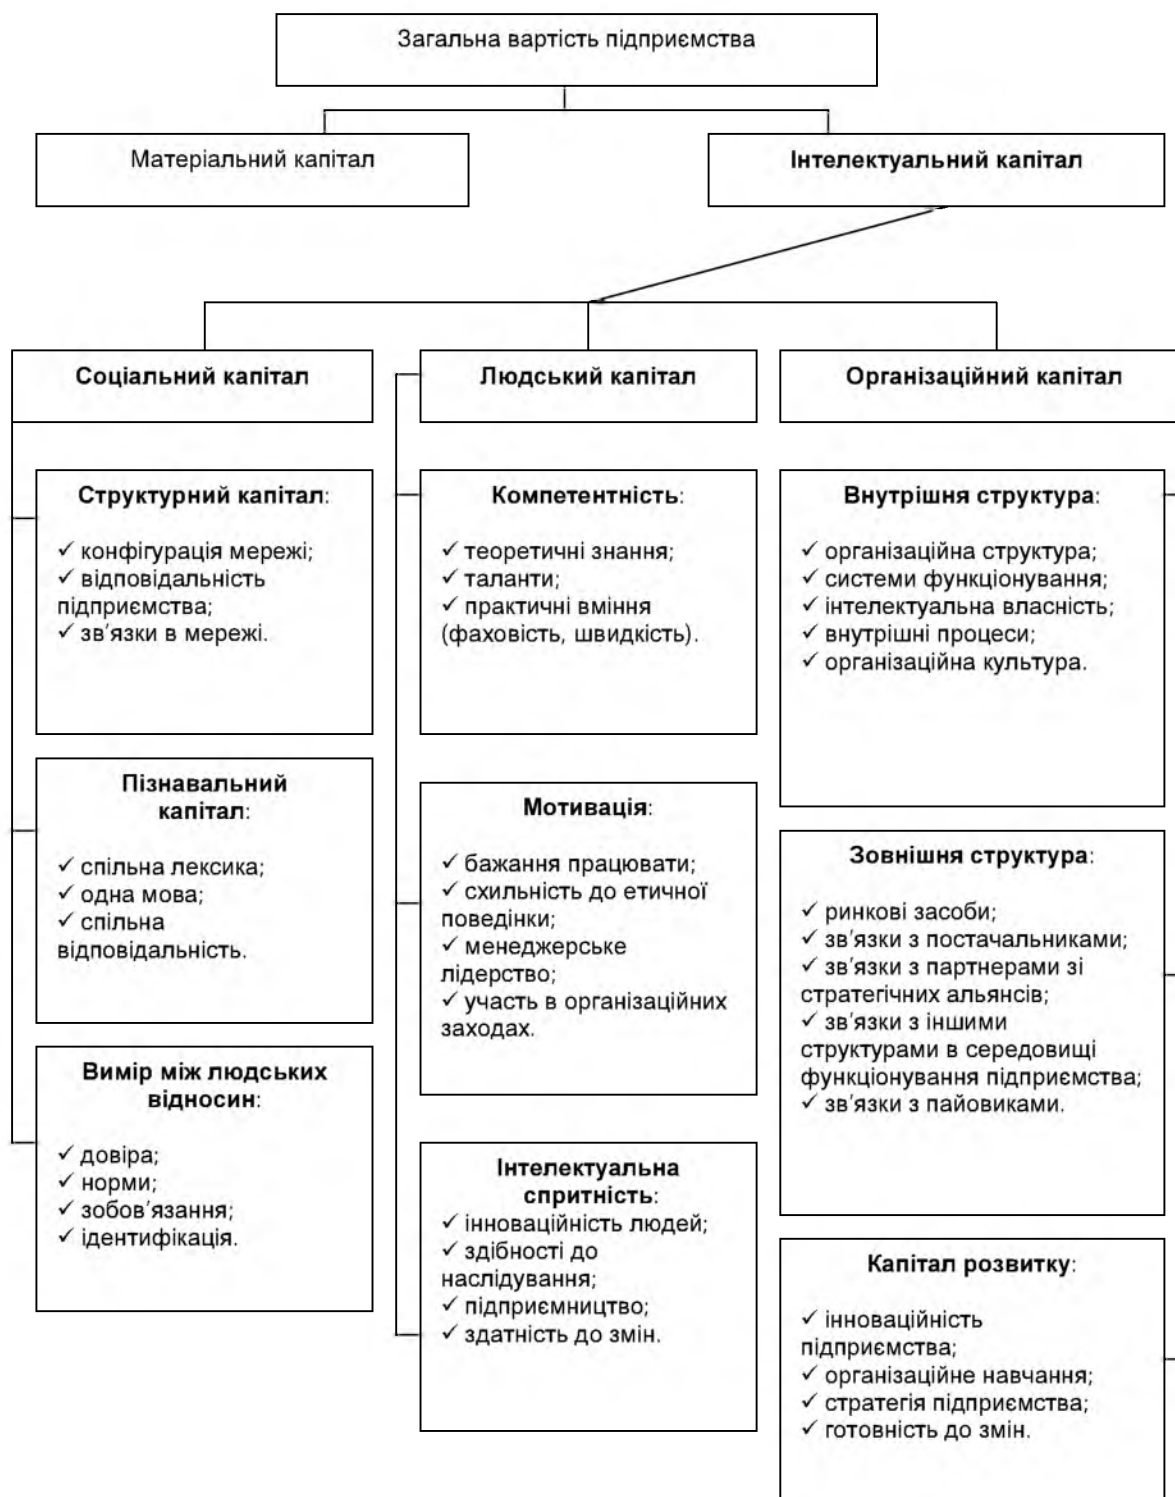 Загальна вартість підприємства
Матеріальний капітал
Інтелектуальний капітал
Соціальний капітал
Людський капітал
Організаційний капітал
Структурний капітал:
✓ конфігурація мережі;
✓ відповідальність
підприємства;
✓ зв'язки в мережі.
Пізнавальний
капітал:
✓ спільна лексика;
✓ одна мова;
✓ спільна
відповідальність.
Вимір між людських
відносин:
✓ довіра;
✓ норми;
✓ зобов'язання;
✓ ідентифікація.
Компетентність:
✓ теоретичні знання;
✓ таланти;
✓ практичні вміння
(фаховість, швидкість).
Мотивація:
✓ бажання працювати;
✓ схильність до етичної
поведінки;
✓ менеджерське
лідерство;
✓ участь в організаційних
заходах.
Інтелектуальна
спритність:
✓ інноваційність людей;
✓ здібності до
наслідування;
✓ підприємництво;
✓ здатність до змін.
Внутрішня структура:
✓ організаційна структура;
✓ системи функціонування;
✓ інтелектуальна власність;
✓ внутрішні процеси;
✓ організаційна культура.
Зовнішня структура:
✓ ринкові засоби;
✓ зв'язки з постачальниками;
✓ зв'язки з партнерами зі
стратегічних альянсів;
✓ зв'язки з іншими
структурами в середовищі
функціонування підприємства;
✓ зв'язки з пайовиками.
Капітал розвитку:
✓ інноваційність
підприємства;
✓ організаційне навчання;
✓ стратегія підприємства;
✓ готовність до змін.